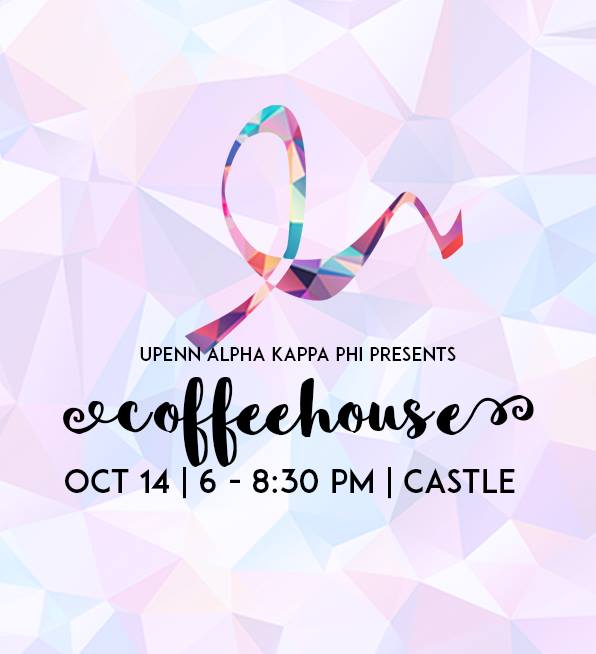 UPENN ALPHA KAPPA PHI PRESENTS
coffeehouse
OCT 14 | 6 - 8:30 PM | CASTLE